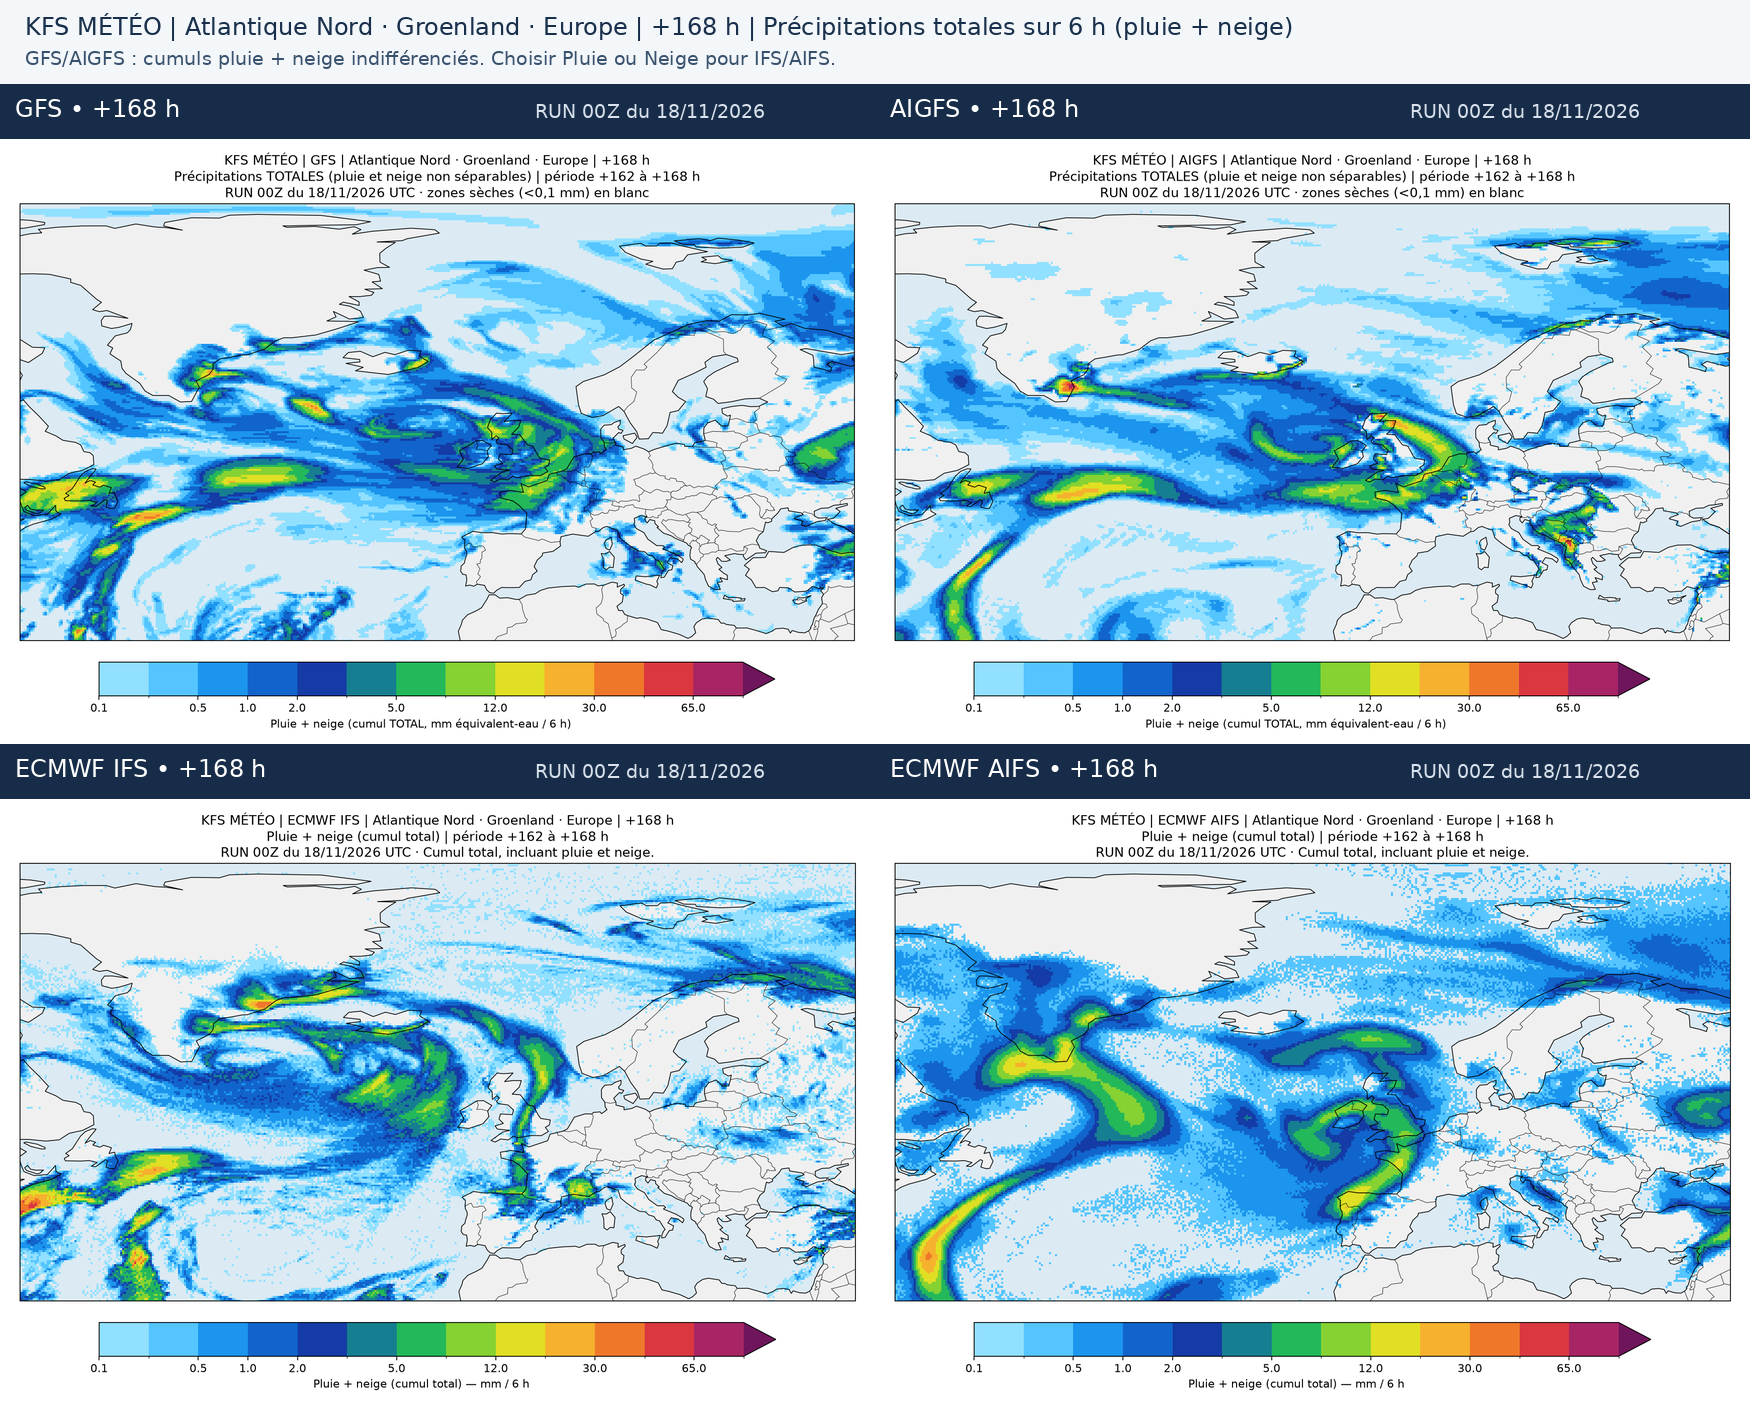 KFS MÉTÉO | Atlantique Nord · Groenland · Europe | +168 h | Précipitations totales sur 6 h (pluie + neige)
GFS/AIGFS : cumuls pluie + neige indifférenciés. Choisir Pluie ou Neige pour IFS/AIFS.
GFS • +168 h
RUN 00Z du 18/11/2026
AIGFS • +168 h
RUN 00Z du 18/11/2026
KFS MÉTÉO | GFS | Atlantique Nord · Groenland · Europe | +168 h
Précipitations TOTALES (pluie et neige non séparables) | période +162 à +168 h
RUN 00Z du 18/11/2026 UTC · zones sèches (<0,1 mm) en blanc
KFS MÉTÉO | AIGFS | Atlantique Nord · Groenland · Europe | +168 h
Précipitations TOTALES (pluie et neige non séparables) | période +162 à +168 h
RUN 00Z du 18/11/2026 UTC · zones sèches (<0,1 mm) en blanc
0.1 0.5 1.0 2.0 5.0 12.0 30.0 65.0
Pluie + neige (cumul TOTAL, mm équivalent-eau / 6 h)
0.1 0.5 1.0 2.0 5.0 12.0 30.0 65.0
Pluie + neige (cumul TOTAL, mm équivalent-eau / 6 h)
ECMWF IFS • +168 h
RUN 00Z du 18/11/2026
ECMWF AIFS • +168 h
RUN 00Z du 18/11/2026
KFS MÉTÉO | ECMWF IFS | Atlantique Nord · Groenland · Europe | +168 h
Pluie + neige (cumul total) | période +162 à +168 h
RUN 00Z du 18/11/2026 UTC · Cumul total, incluant pluie et neige.
KFS MÉTÉO | ECMWF AIFS | Atlantique Nord · Groenland · Europe | +168 h
Pluie + neige (cumul total) | période +162 à +168 h
RUN 00Z du 18/11/2026 UTC · Cumul total, incluant pluie et neige.
0.1 0.5 1.0 2.0 5.0 12.0 30.0 65.0
Pluie + neige (cumul total) — mm / 6 h
0.1 0.5 1.0 2.0 5.0 12.0 30.0 65.0
Pluie + neige (cumul total) — mm / 6 h